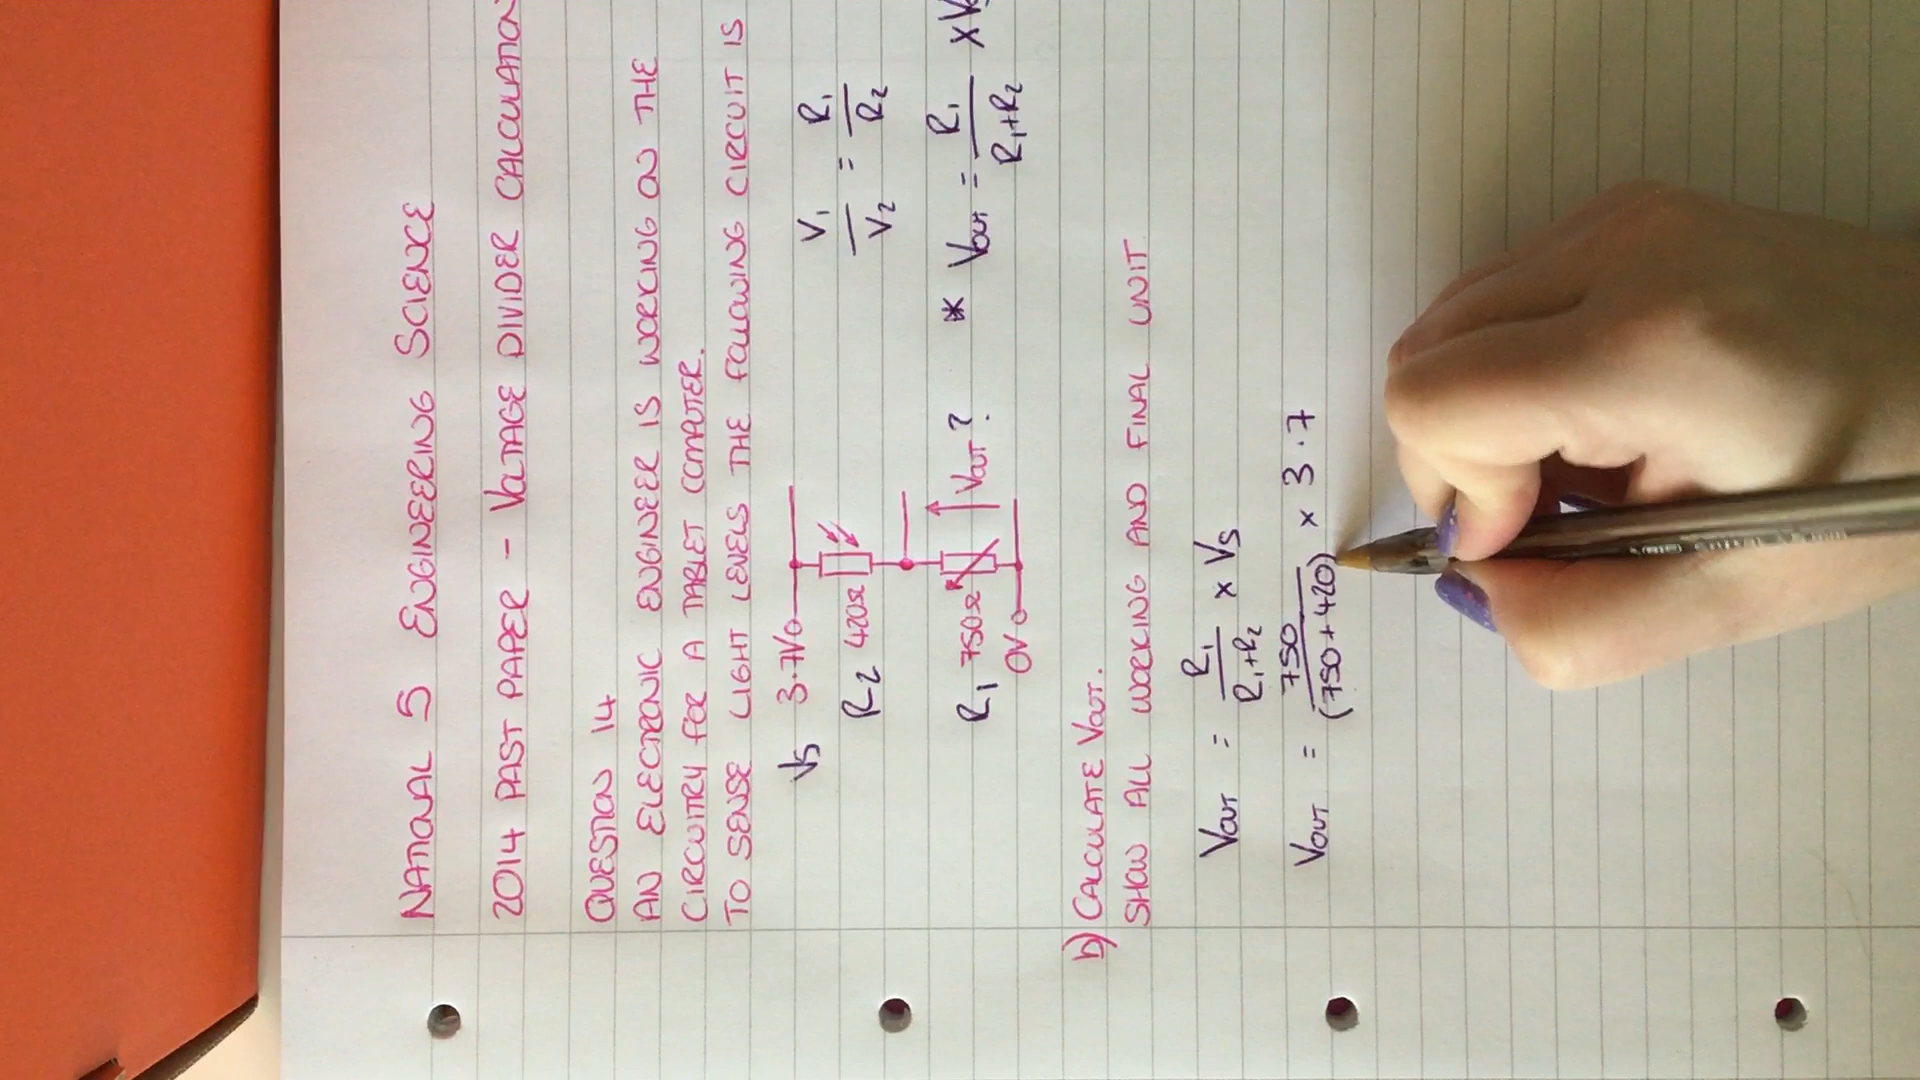 NATIONAL 5 ENGINEERING SCIENCE
2014 PAST PAPER - VOLTAGE DIVIDER CALCULATION
QUESTION 14
AN ELECTRONIC ENGINEER IS WORKING ON THE
CIRCUITRY FOR A TABLET COMPUTER.
TO SENSE LIGHT LEVELS THE FOLLOWING CIRCUIT IS
Vs 3.7V
R2 420Ω
R1 750Ω
0V
VOUT?
V1/V2 = R1/R2
* VOUT = R1/R1+R2 x V
b) CALCULATE VOUT.
SHOW ALL WORKING AND FINAL UNIT
VOUT = R1/R1+R2 x Vs
VOUT = 750/(750+420) x 3.7